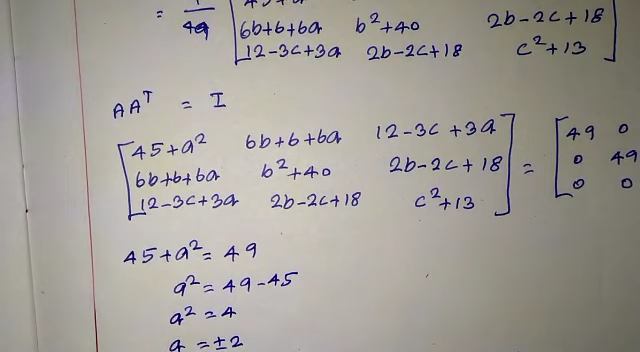 = 1/49 [
6b+6+6a b²+40 2b-2c+18
12-3c+3a 2b-2c+18 c²+13 ]
AAᵀ = I
[ 45+a² 6b+6+6a 12-3c+3a ] [ 49 0
6b+6+6a b²+40 2b-2c+18 = 0 49
12-3c+3a 2b-2c+18 c²+13 0 0
45+a² = 49
a² = 49-45
a² = 4
a = ±2